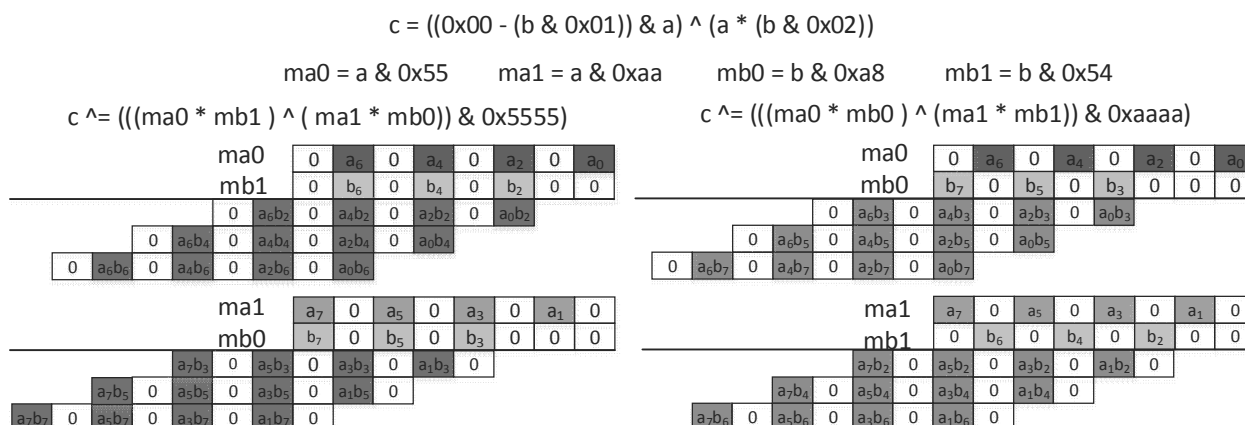 c = ((0x00 - (b & 0x01)) & a) ^ (a * (b & 0x02))
ma0 = a & 0x55 ma1 = a & 0xaa mb0 = b & 0xa8 mb1 = b & 0x54
c ^= (((ma0 * mb1 ) ^ ( ma1 * mb0)) & 0x5555)
ma0 0 a6 0 a4 0 a2 0 a0
mb1 0 b6 0 b4 0 b2 0 0
0 a6b2 0 a4b2 0 a2b2 0 a0b2
0 a6b4 0 a4b4 0 a2b4 0 a0b4
0 a6b6 0 a4b6 0 a2b6 0 a0b6
ma1 a7 0 a5 0 a3 0 a1 0
mb0 b7 0 b5 0 b3 0 0 0
a7b3 0 a5b3 0 a3b3 0 a1b3 0
a7b5 0 a5b5 0 a3b5 0 a1b5 0
a7b7 0 a5b7 0 a3b7 0 a1b7 0
c ^= (((ma0 * mb0 ) ^ (ma1 * mb1)) & 0xaaaa)
ma0 0 a6 0 a4 0 a2 0 a0
mb0 b7 0 b5 0 b3 0 0 0
0 a6b3 0 a4b3 0 a2b3 0 a0b3
0 a6b5 0 a4b5 0 a2b5 0 a0b5
0 a6b7 0 a4b7 0 a2b7 0 a0b7
ma1 a7 0 a5 0 a3 0 a1 0
mb1 0 b6 0 b4 0 b2 0 0
a7b2 0 a5b2 0 a3b2 0 a1b2 0
a7b4 0 a5b4 0 a3b4 0 a1b4 0
a7b6 0 a5b6 0 a3b6 0 a1b6 0